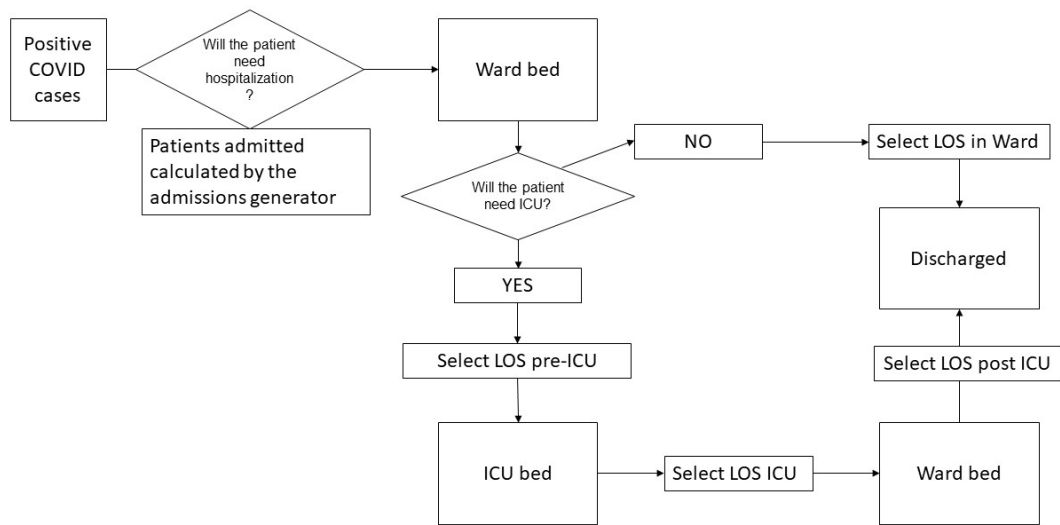 Positive
COVID
cases
Will the patient
need
hospitalization
?
Patients admitted
calculated by the
admissions generator
Ward bed
Will the patient
need ICU?
NO
Select LOS in Ward
Discharged
YES
Select LOS pre-ICU
ICU bed
Select LOS ICU
Ward bed
Select LOS post ICU